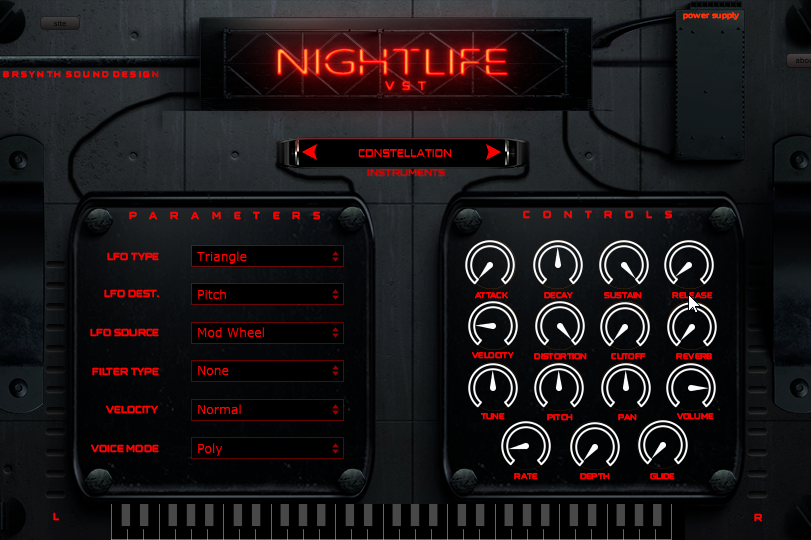 site
power supply
NIGHTLIFE
VST
BRSYNTH SOUND DESIGN
CONSTELLATION
INSTRUMENTS
PARAMETERS
LFO TYPE Triangle
LFO DEST. Pitch
LFO SOURCE Mod Wheel
FILTER TYPE None
VELOCITY Normal
VOICE MODE Poly
CONTROLS
ATTACK DECAY SUSTAIN RELEASE
VELOCITY DISTORTION CUTOFF REVERB
TUNE PITCH PAN VOLUME
RATE DEPTH GLIDE
L
R